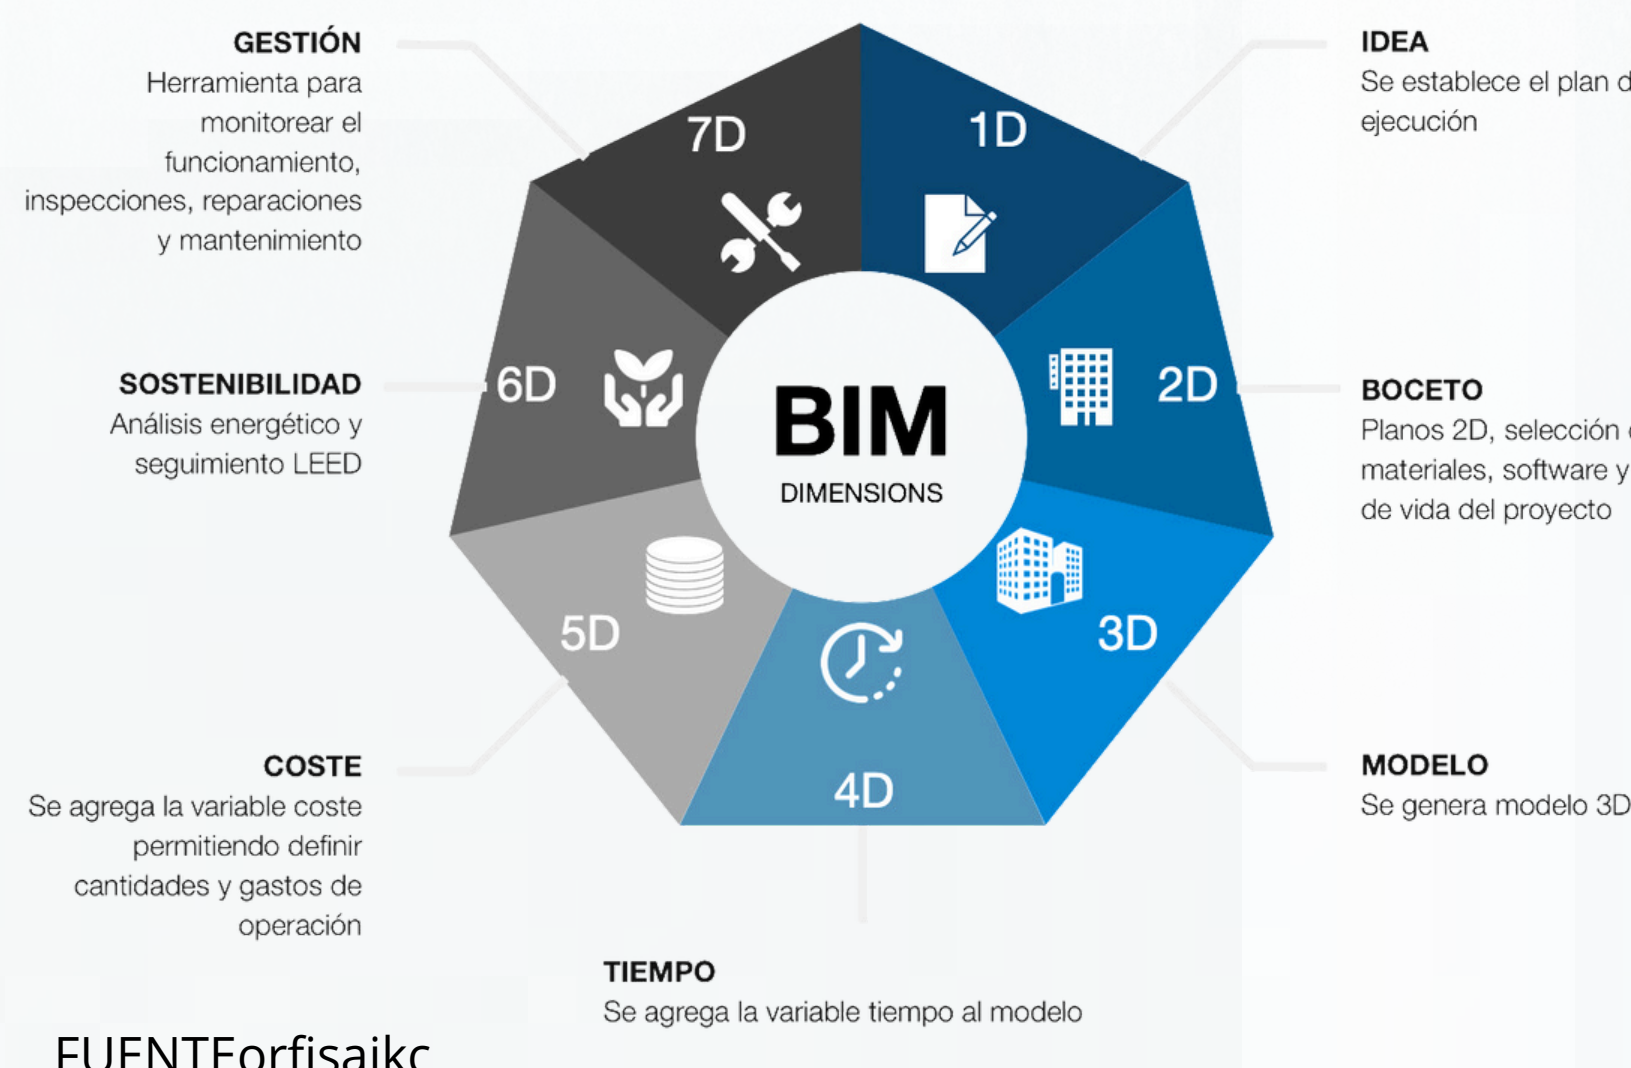 GESTIÓN
Herramienta para
monitorear el
funcionamiento,
inspecciones, reparaciones
y mantenimiento
SOSTENIBILIDAD
Análisis energético y
seguimiento LEED
COSTE
Se agrega la variable coste
permitiendo definir
cantidades y gastos de
operación
7D
1D
6D
2D
5D
3D
4D
BIM
DIMENSIONS
TIEMPO
Se agrega la variable tiempo al modelo
IDEA
Se establece el plan
ejecución
BOCETO
Planos 2D, selección
materiales, software y
de vida del proyecto
MODELO
Se genera modelo 3D
FUENTEorfisaikc